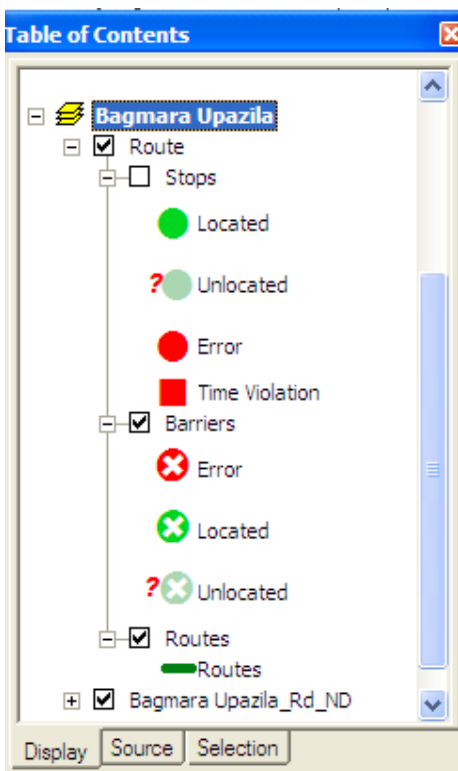 Table of Contents
Bagmara Upazila
Route
Stops
Located
? Unlocated
Error
Time Violation
Barriers
Error
Located
? Unlocated
Routes
Routes
Bagmara Upazila_Rd_ND
Display Source Selection